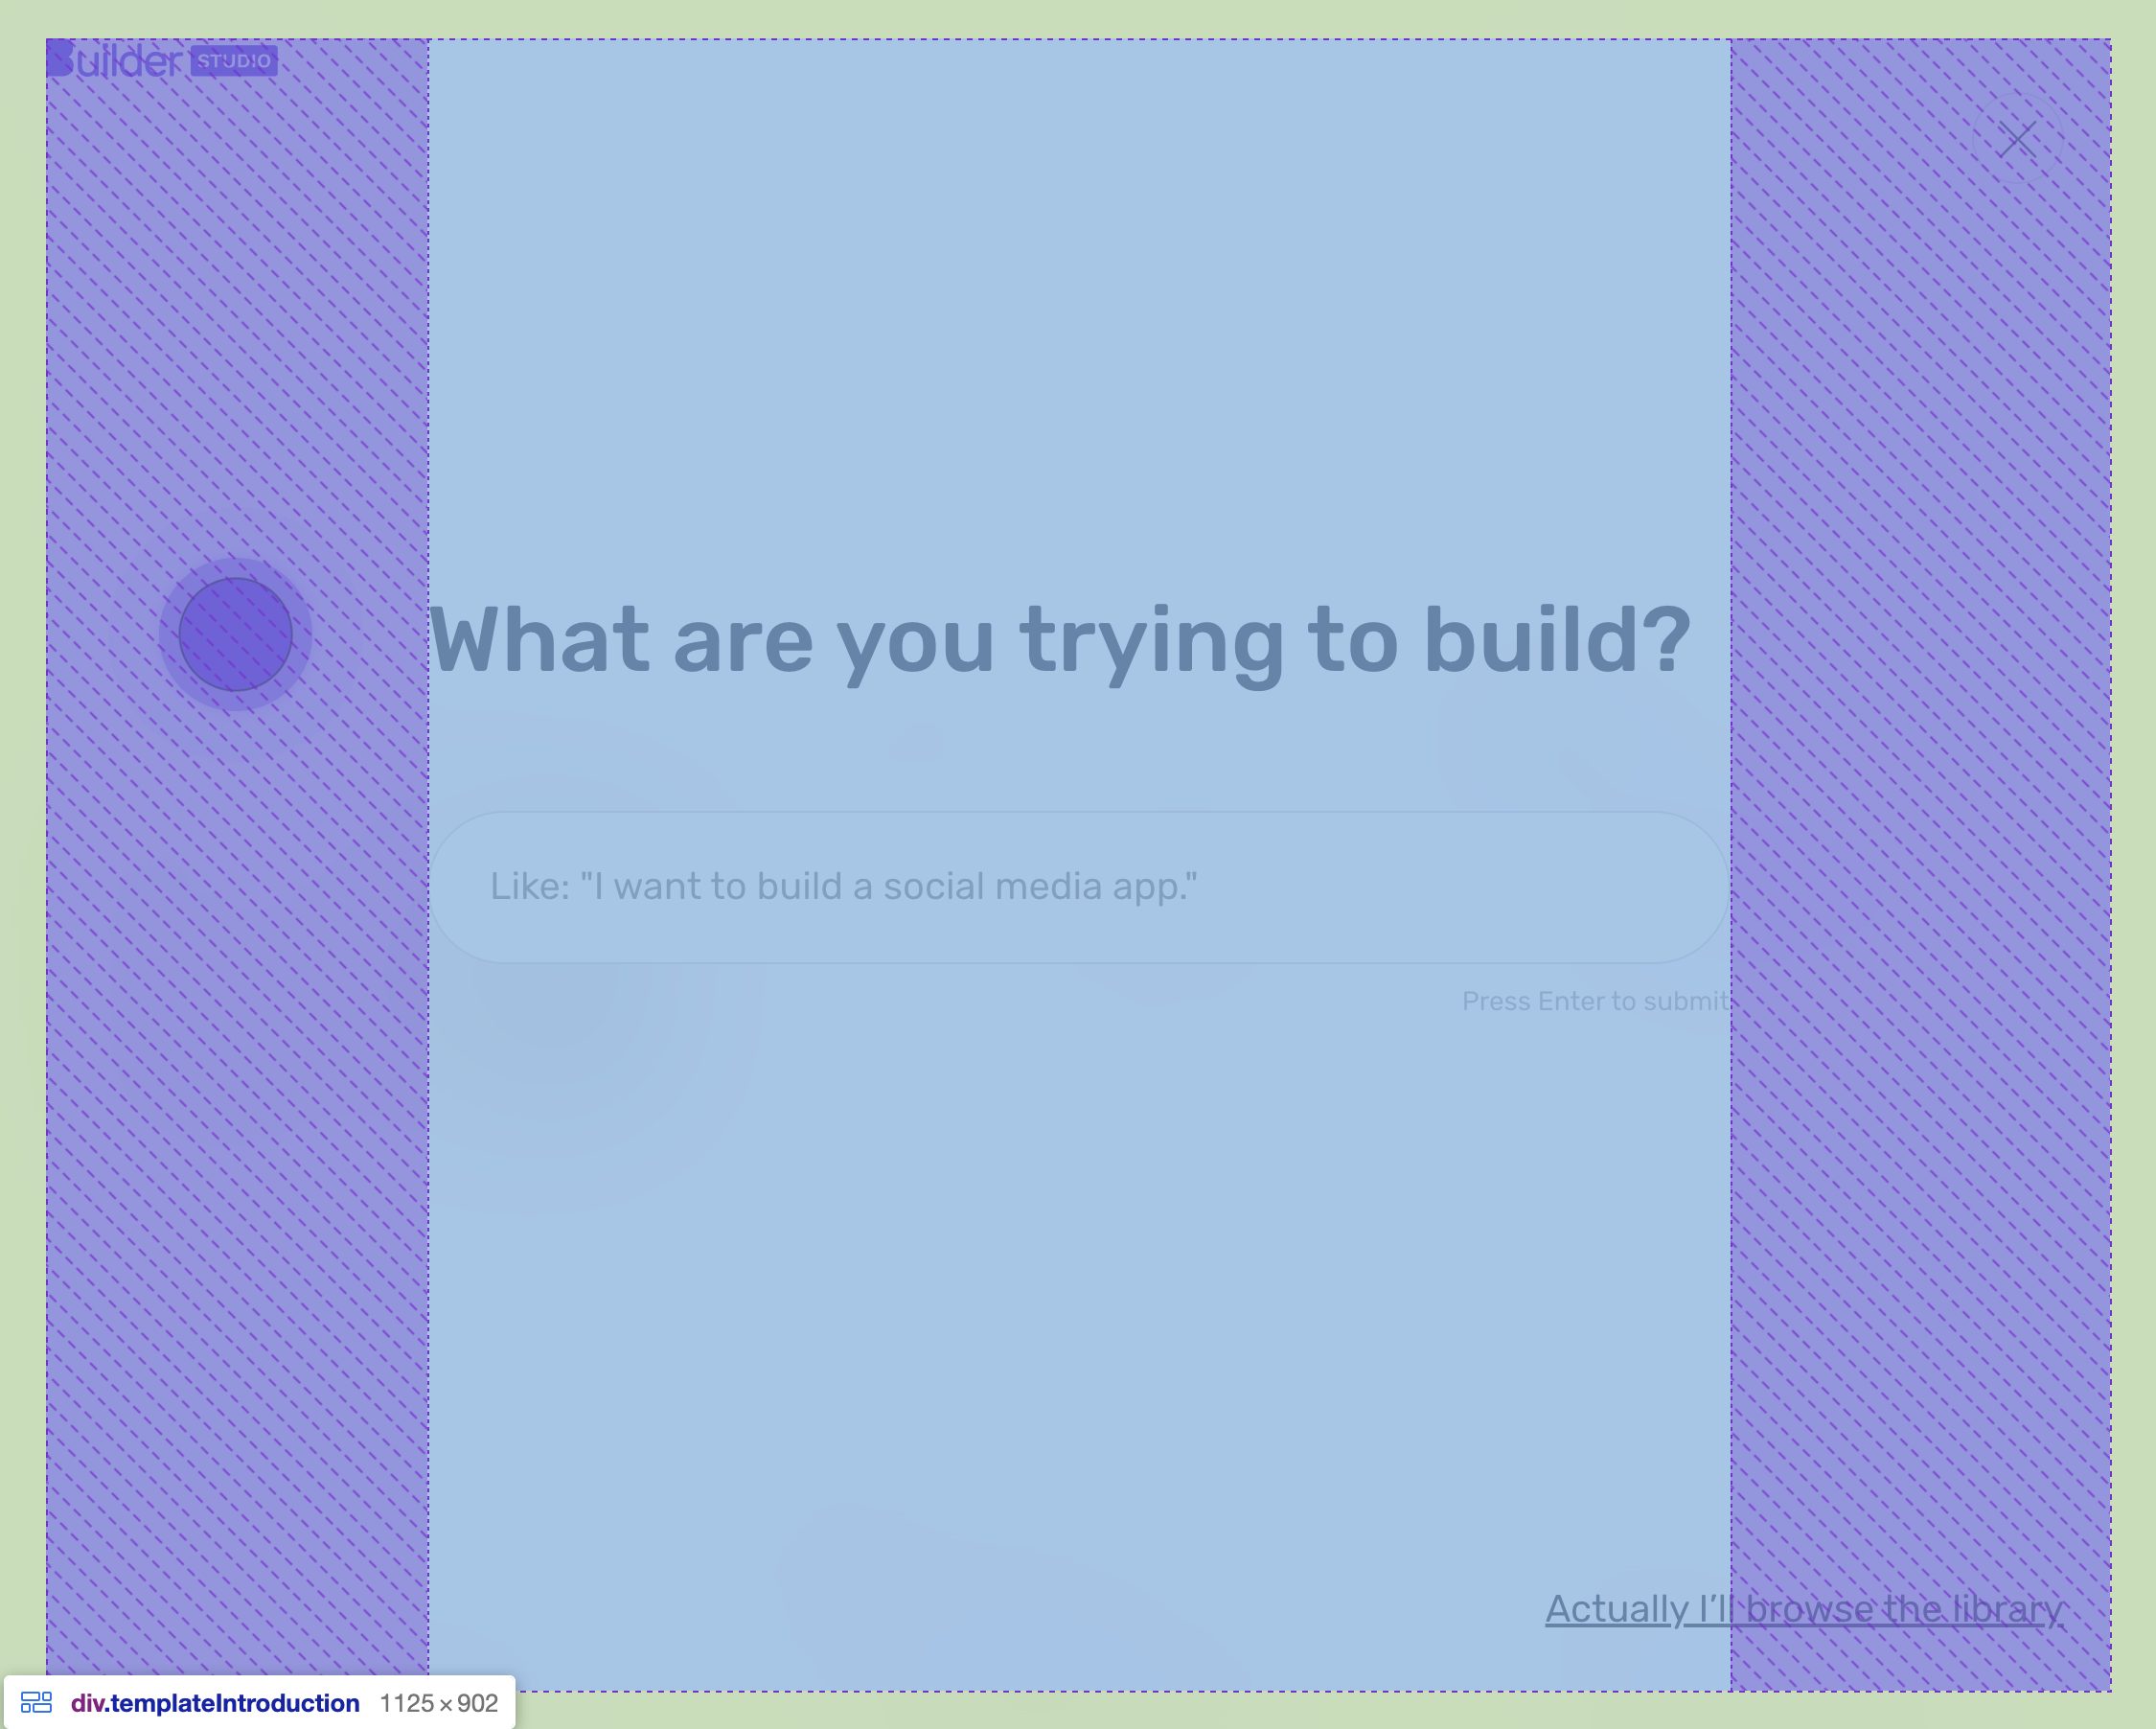 Builder STUDIO
What are you trying to build?
Like: "I want to build a social media app."
Press Enter to submit
Actually I’ll browse the library
div.templateIntroduction 1125×902